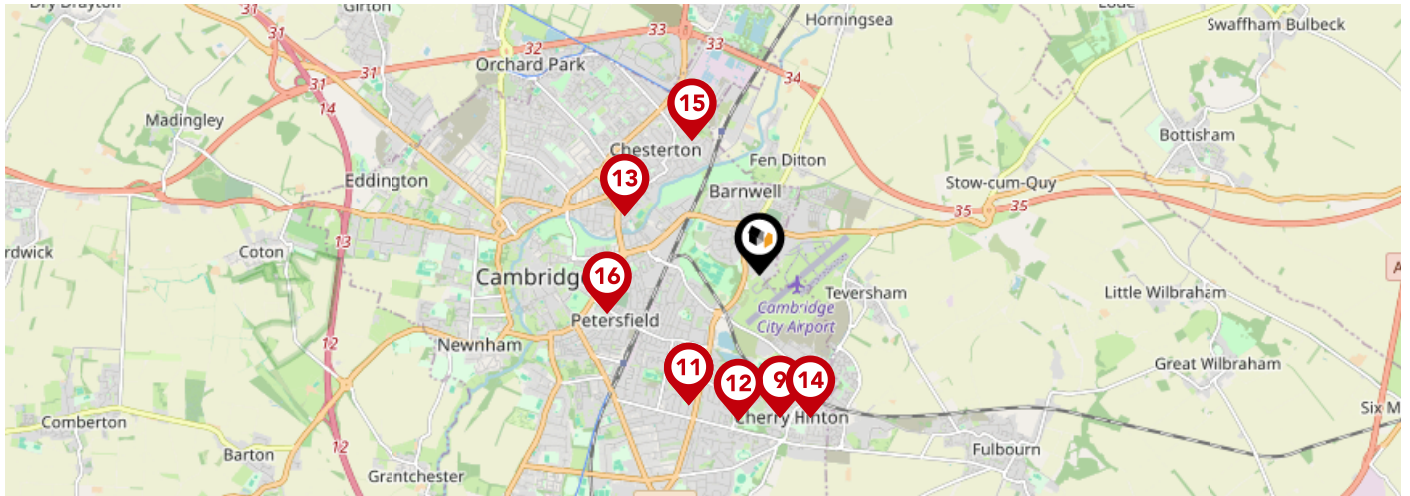 Dry Drayton
Girton
Lode
Horningsea
Swaffham Bulbeck
31
31
33
33
32
31
Orchard Park
34
31
14
15
Madingley
Bottisham
Chesterton
Fen Ditton
Eddington
13
Barnwell
Stow-cum-Quy
35
35
13
Coton
rdwick
Cambridg
16
A
Teversham
Little Wilbraham
Cambridge
City Airport
Petersfield
12
Newnham
11
12
9
14
Great Wilbraham
Six M
Comberton
Cherry Hinton
12
Barton
Fulbourn
Grantchester